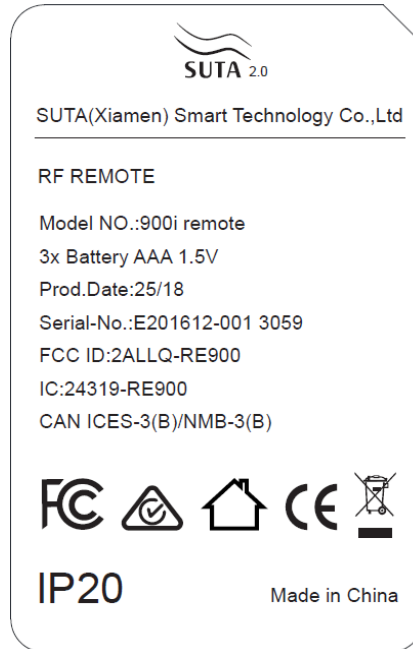 SUTA 2.0
SUTA(Xiamen) Smart Technology Co.,Ltd
RF REMOTE
Model NO.:900i remote
3x Battery AAA 1.5V
Prod.Date:25/18
Serial-No.:E201612-001 3059
FCC ID:2ALLQ-RE900
IC:24319-RE900
CAN ICES-3(B)/NMB-3(B)
FC CE
IP20
Made in China